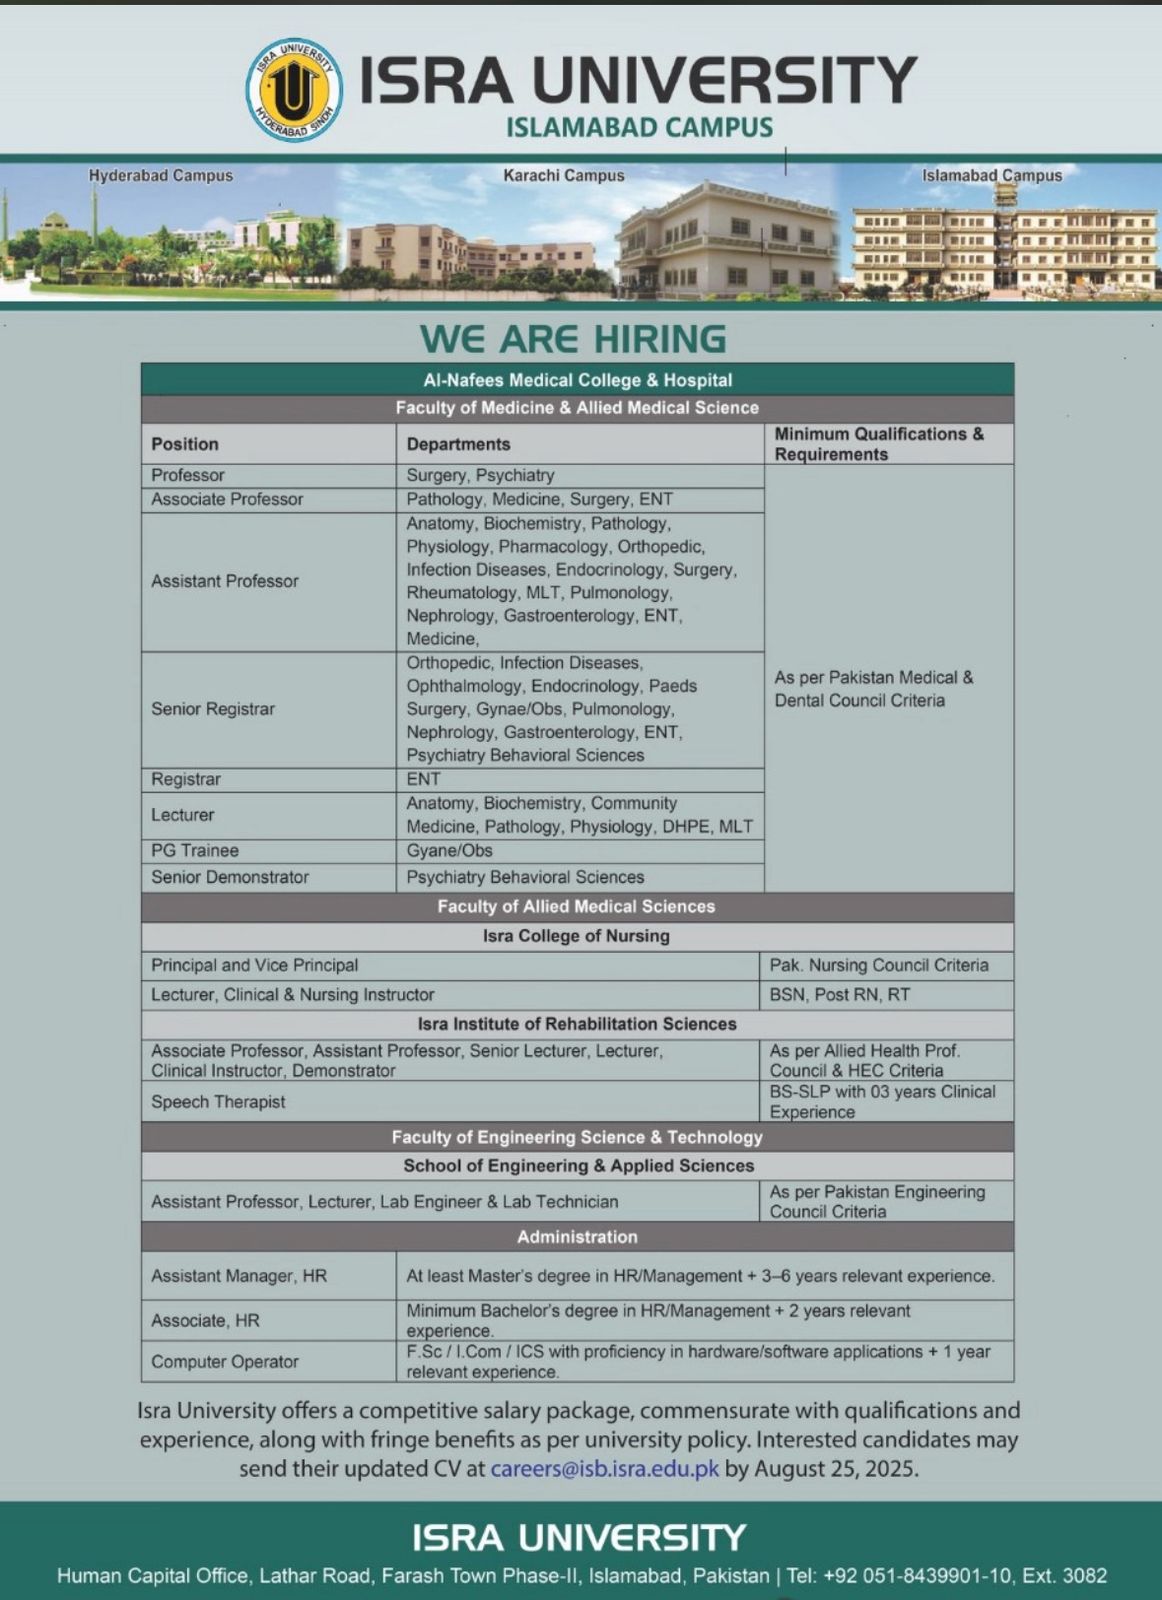 ISRA UNIVERSITY
HYDERABAD SINDH
ISRA UNIVERSITY
ISLAMABAD CAMPUS
Hyderabad Campus
Karachi Campus
Islamabad Campus
WE ARE HIRING
Al-Nafees Medical College & Hospital
Faculty of Medicine & Allied Medical Science
Position
Departments
Minimum Qualifications &
Requirements
Professor
Surgery, Psychiatry
Associate Professor
Pathology, Medicine, Surgery, ENT
Assistant Professor
Anatomy, Biochemistry, Pathology,
Physiology, Pharmacology, Orthopedic,
Infection Diseases, Endocrinology, Surgery,
Rheumatology, MLT, Pulmonology,
Nephrology, Gastroenterology, ENT,
Medicine,
Senior Registrar
Orthopedic, Infection Diseases,
Ophthalmology, Endocrinology, Paeds
Surgery, Gynae/Obs, Pulmonology,
Nephrology, Gastroenterology, ENT,
Psychiatry Behavioral Sciences
As per Pakistan Medical &
Dental Council Criteria
Registrar
ENT
Lecturer
Anatomy, Biochemistry, Community
Medicine, Pathology, Physiology, DHPE, MLT
PG Trainee
Gyane/Obs
Senior Demonstrator
Psychiatry Behavioral Sciences
Faculty of Allied Medical Sciences
Isra College of Nursing
Principal and Vice Principal
Pak. Nursing Council Criteria
Lecturer, Clinical & Nursing Instructor
BSN, Post RN, RT
Isra Institute of Rehabilitation Sciences
Associate Professor, Assistant Professor, Senior Lecturer, Lecturer,
Clinical Instructor, Demonstrator
As per Allied Health Prof.
Council & HEC Criteria
Speech Therapist
BS-SLP with 03 years Clinical
Experience
Faculty of Engineering Science & Technology
School of Engineering & Applied Sciences
Assistant Professor, Lecturer, Lab Engineer & Lab Technician
As per Pakistan Engineering
Council Criteria
Administration
Assistant Manager, HR
At least Master's degree in HR/Management + 3–6 years relevant experience.
Associate, HR
Minimum Bachelor's degree in HR/Management + 2 years relevant
experience.
Computer Operator
F.Sc / I.Com / ICS with proficiency in hardware/software applications + 1 year
relevant experience.
Isra University offers a competitive salary package, commensurate with qualifications and
experience, along with fringe benefits as per university policy. Interested candidates may
send their updated CV at careers@isb.isra.edu.pk by August 25, 2025.
ISRA UNIVERSITY
Human Capital Office, Lathar Road, Farash Town Phase-II, Islamabad, Pakistan | Tel: +92 051-8439901-10, Ext. 3082